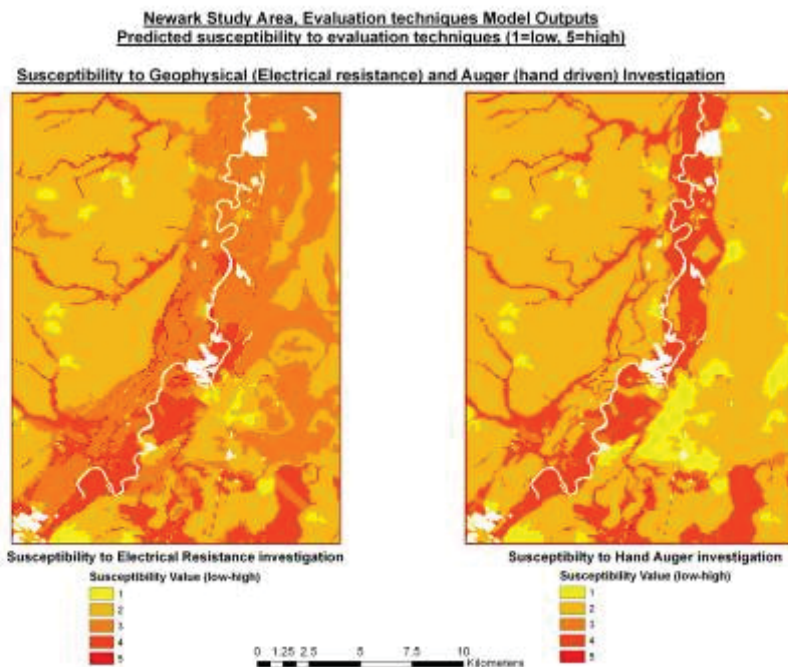 Newark Study Area, Evaluation techniques Model Outputs
Predicted susceptibility to evaluation techniques (1=low, 5=high)
Susceptibility to Geophysical (Electrical resistance) and Auger (hand driven) Investigation
Susceptibility to Electrical Resistance investigation
Susceptibility Value (low-high)
1
2
3
4
5
Susceptibilty to Hand Auger investigation
Susceptibility Value (low-high)
1
2
3
4
5
0 1.25 2.5 5 7.5 10
Kilometers